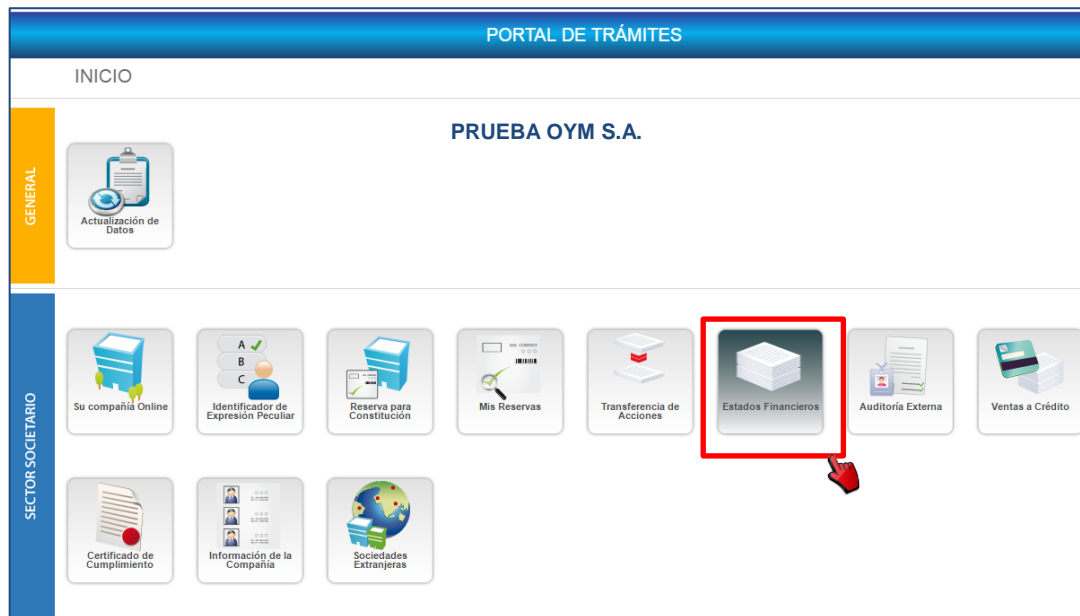 PORTAL DE TRÁMITES
INICIO
PRUEBA OYM S.A.
GENERAL
Actualización de
Datos
SECTOR SOCIETARIO
Su compañia Online
A
B
C
Identificador de
Expresión Peculiar
Reserva para
Constitución
Mis Reservas
Transferencia de
Acciones
Estados Financieros
Auditoría Externa
Ventas a Crédito
Certificado de
Cumplimiento
Información de la
Compañía
Sociedades
Extranjeras